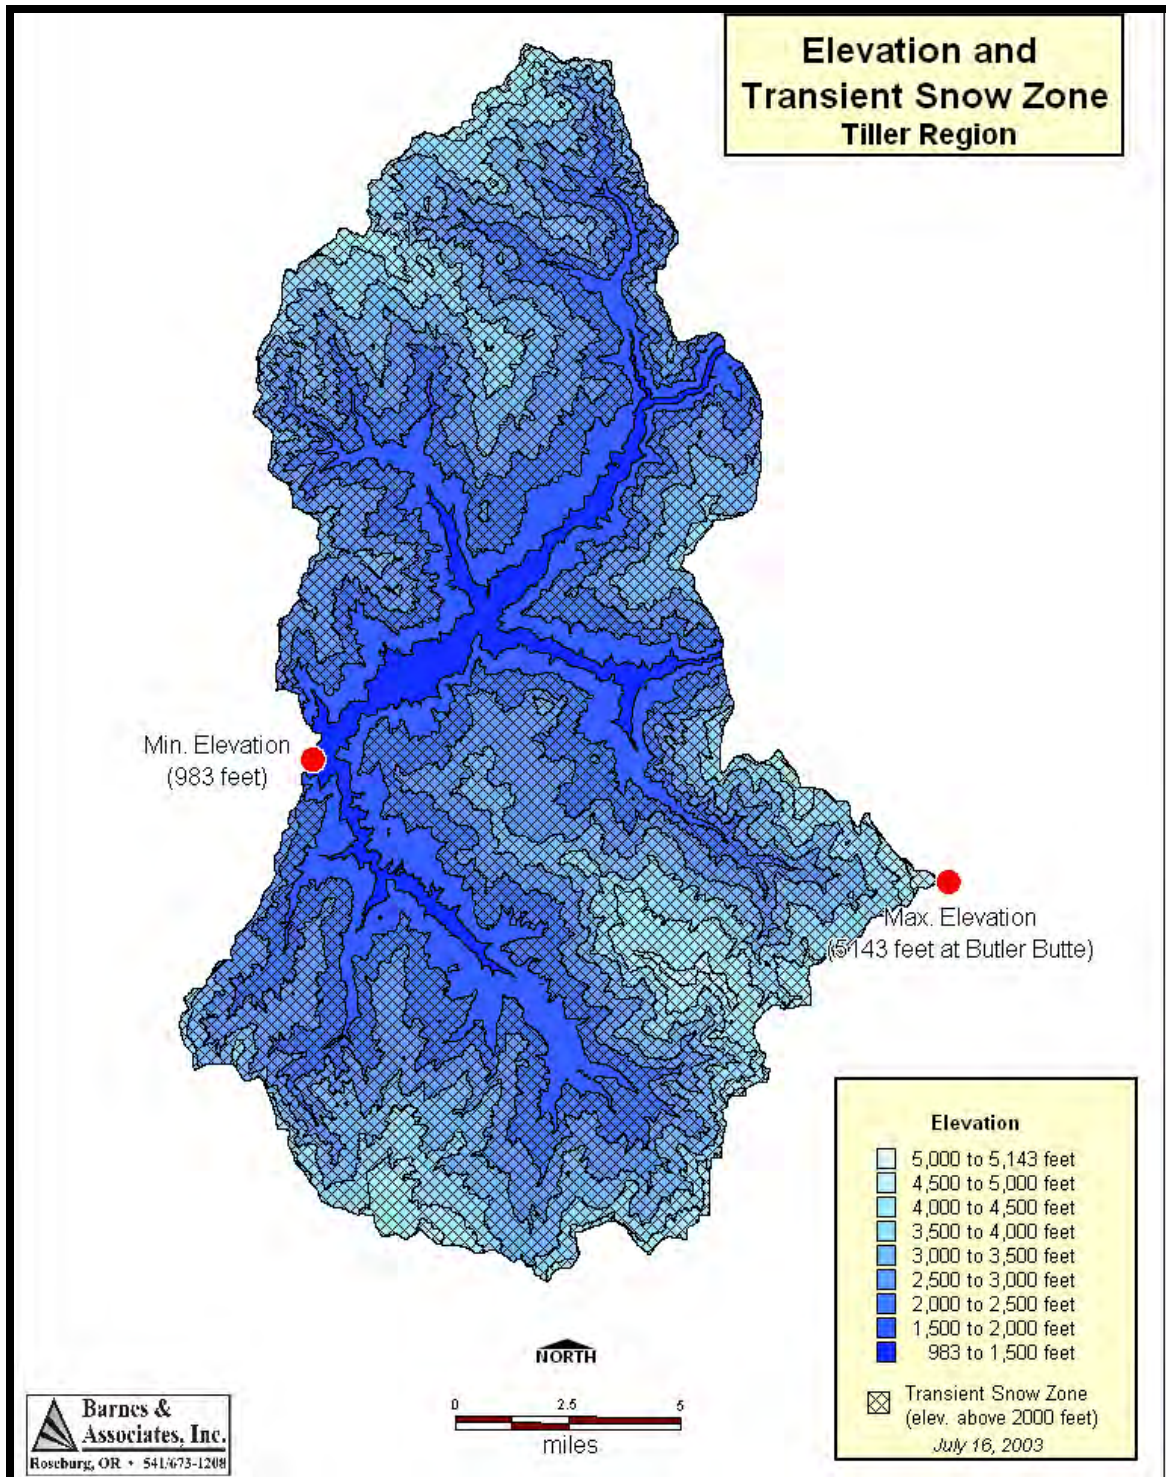 Elevation and
Transient Snow Zone
Tiller Region
Min. Elevation
(983 feet)
Max. Elevation
(5143 feet at Butler Butte)
Elevation
5,000 to 5,143 feet
4,500 to 5,000 feet
4,000 to 4,500 feet
3,500 to 4,000 feet
3,000 to 3,500 feet
2,500 to 3,000 feet
2,000 to 2,500 feet
1,500 to 2,000 feet
983 to 1,500 feet
Transient Snow Zone
(elev. above 2000 feet)
July 16, 2003
NORTH
0 2.5 5
miles
Barnes &
Associates, Inc.
Roseburg, OR • 541/673-1208